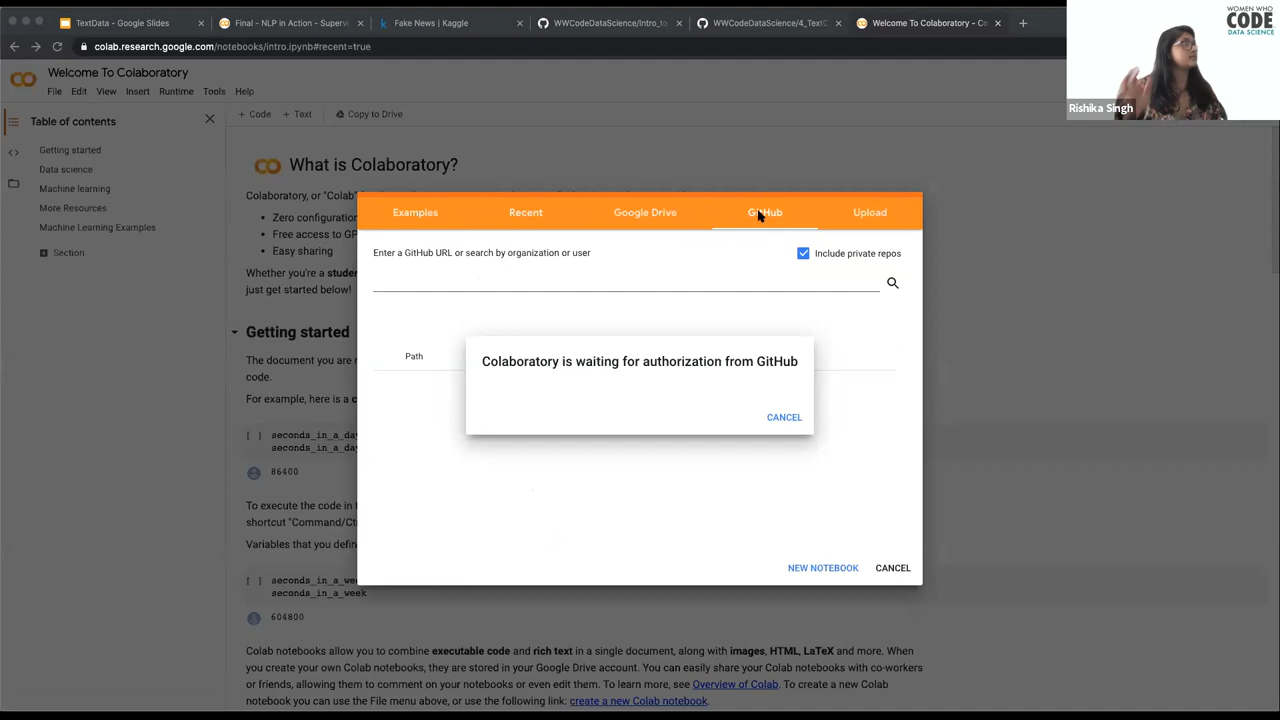 TextData - Google Slides
Final - NLP in Action - Supervi
Fake News | Kaggle
WWCodeDataScience/Intro_to
WWCodeDataScience/4_TextC
Welcome To Colaboratory - Co
colab.research.google.com/notebooks/intro.ipynb#recent=true
WOMEN WHO
CODE
DATA SCIENCE
Rishika Singh
Welcome To Colaboratory
File Edit View Insert Runtime Tools Help
Table of contents
+ Code + Text Copy to Drive
Getting started
Data science
Machine learning
More Resources
Machine Learning Examples
Section
What is Colaboratory?
Colaboratory, or "Colab"
Zero configuration
Free access to GP
Easy sharing
Whether you're a studen
just get started below!
Getting started
The document you are r
code.
For example, here is a c
[ ] seconds_in_a_da
seconds_in_a_da
86400
To execute the code in t
shortcut "Command/Ct
Variables that you defin
[ ] seconds_in_a_we
seconds_in_a_week
604800
Colab notebooks allow you to combine executable code and rich text in a single document, along with images, HTML, LaTeX and more. When
you create your own Colab notebooks, they are stored in your Google Drive account. You can easily share your Colab notebooks with co-workers
or friends, allowing them to comment on your notebooks or even edit them. To learn more, see Overview of Colab. To create a new Colab
notebook you can use the File menu above, or use the following link: create a new Colab notebook.
Examples Recent Google Drive GitHub Upload
Enter a GitHub URL or search by organization or user
Include private repos
Path
Colaboratory is waiting for authorization from GitHub
CANCEL
NEW NOTEBOOK CANCEL